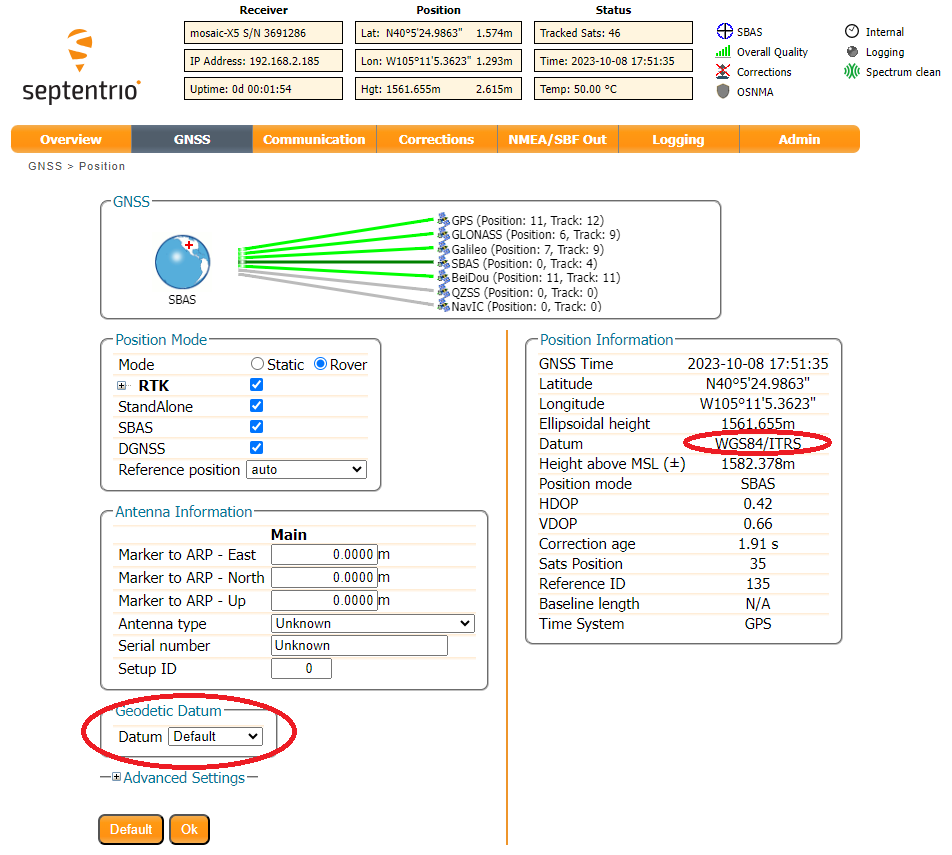 septentrio
Receiver
mosaic-X5 S/N 3691286
IP Address: 192.168.2.185
Uptime: 0d 00:01:54
Position
Lat: N40°5'24.9863" 1.574m
Lon: W105°11'5.3623" 1.293m
Hgt: 1561.655m 2.615m
Status
Tracked Sats: 46
Time: 2023-10-08 17:51:35
Temp: 50.00 °C
SBAS
Overall Quality
Corrections
OSNMA
Internal
Logging
Spectrum clean
Overview GNSS Communication Corrections NMEA/SBF Out Logging Admin
GNSS > Position
GNSS
SBAS
GPS (Position: 11, Track: 12)
GLONASS (Position: 6, Track: 9)
Galileo (Position: 7, Track: 9)
SBAS (Position: 0, Track: 4)
BeiDou (Position: 11, Track: 11)
QZSS (Position: 0, Track: 0)
NavIC (Position: 0, Track: 0)
Position Mode
Mode Static Rover
RTK
StandAlone
SBAS
DGNSS
Reference position auto
Antenna Information
Main
Marker to ARP - East 0.0000 m
Marker to ARP - North 0.0000 m
Marker to ARP - Up 0.0000 m
Antenna type Unknown
Serial number Unknown
Setup ID 0
Geodetic Datum
Datum Default
Advanced Settings
Default Ok
Position Information
GNSS Time 2023-10-08 17:51:35
Latitude N40°5'24.9863"
Longitude W105°11'5.3623"
Ellipsoidal height 1561.655m
Datum WGS84/ITRS
Height above MSL (±) 1582.378m
Position mode SBAS
HDOP 0.42
VDOP 0.66
Correction age 1.91 s
Sats Position 35
Reference ID 135
Baseline length N/A
Time System GPS